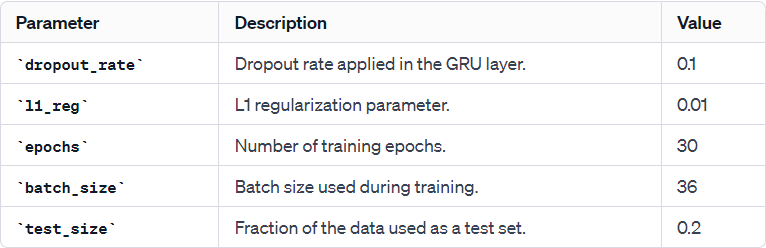 Parameter Description Value
`dropout_rate` Dropout rate applied in the GRU layer. 0.1
`l1_reg` L1 regularization parameter. 0.01
`epochs` Number of training epochs. 30
`batch_size` Batch size used during training. 36
`test_size` Fraction of the data used as a test set. 0.2